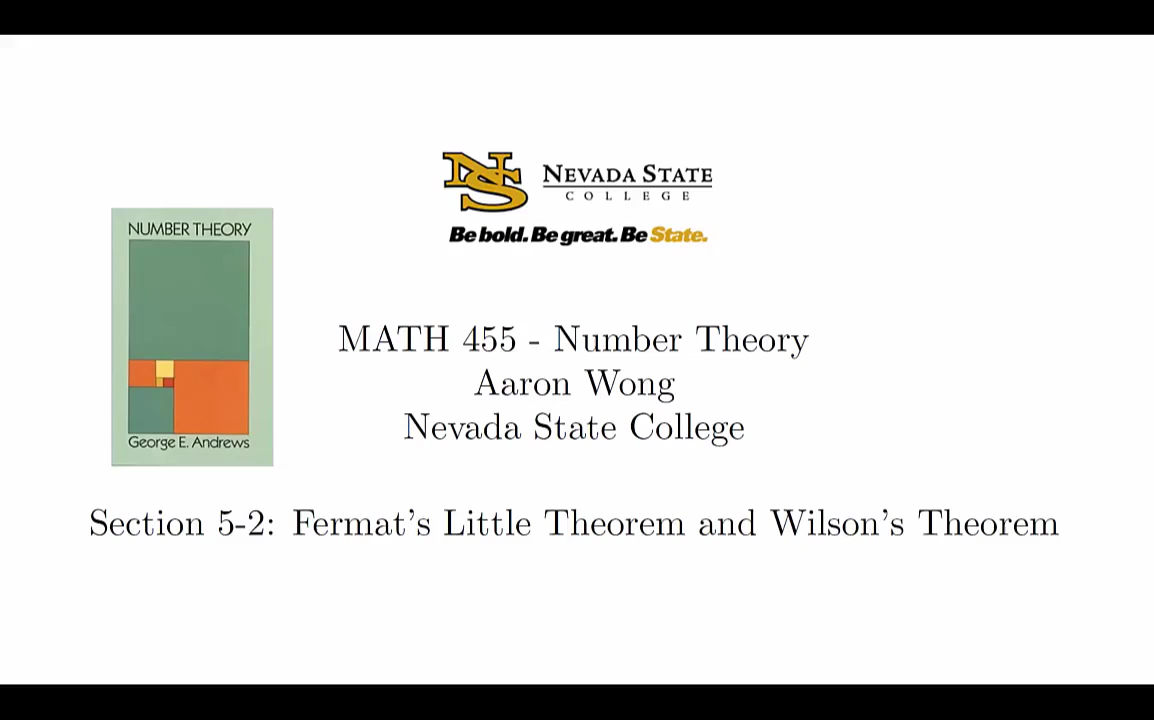 NS
NEVADA STATE
COLLEGE
Be bold. Be great. Be State.
NUMBER THEORY
George E. Andrews
MATH 455 - Number Theory
Aaron Wong
Nevada State College
Section 5-2: Fermat's Little Theorem and Wilson's Theorem